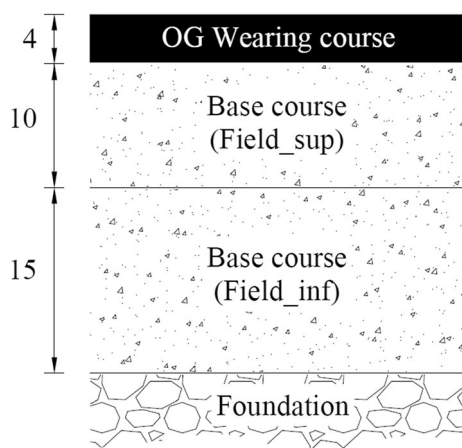 4
OG Wearing course
10
Base course
(Field_sup)
15
Base course
(Field_inf)
Foundation